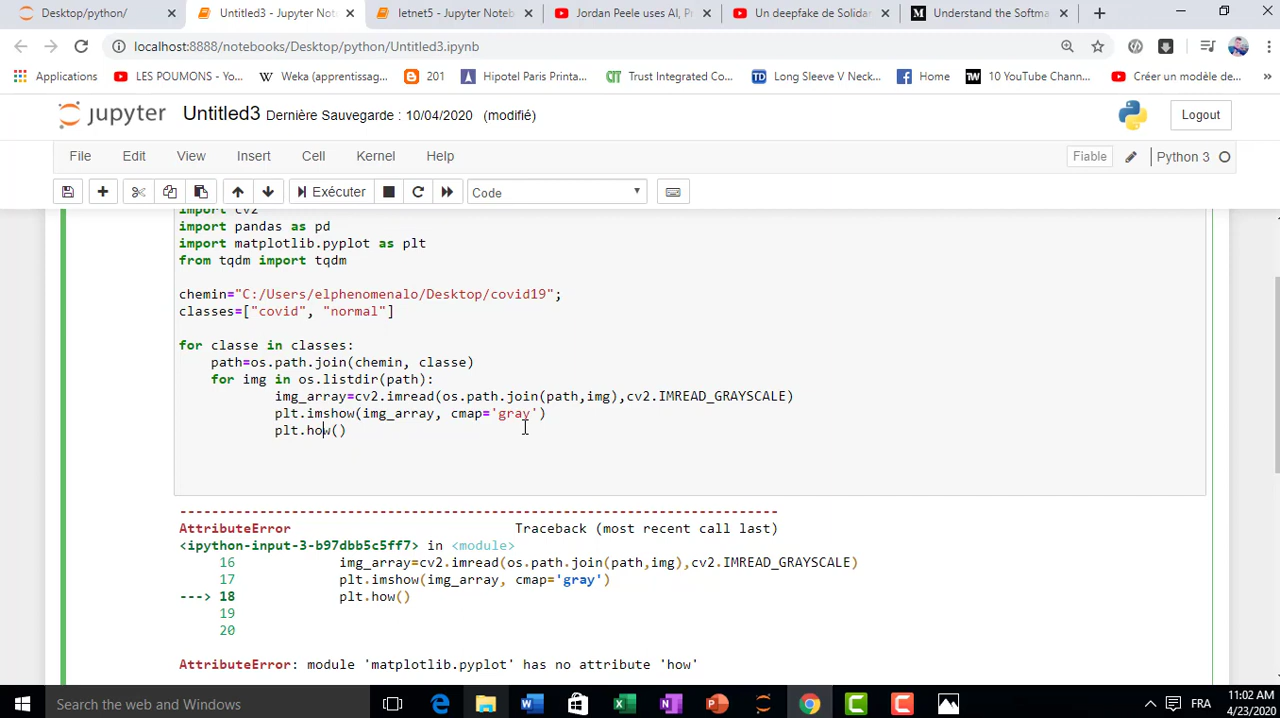 Desktop/python/
Untitled3 - Jupyter Not
letnet5 - Jupyter Noteb
Jordan Peele uses AI, Pr
Un deepfake de Solidar
Understand the Softma
localhost:8888/notebooks/Desktop/python/Untitled3.ipynb
Applications
LES POUMONS - Yo...
Weka (apprentissag...
201
Hipotel Paris Printa...
Trust Integrated Co...
Long Sleeve V Neck...
Home
10 YouTube Chann...
Créer un modèle de...
jupyter
Untitled3
Dernière Sauvegarde : 10/04/2020 (modifié)
Logout
File
Edit
View
Insert
Cell
Kernel
Help
Fiable
Python 3
Exécuter
Code
import cv2
import pandas as pd
import matplotlib.pyplot as plt
from tqdm import tqdm
chemin="C:/Users/elphenomenalo/Desktop/covid19";
classes=["covid", "normal"]
for classe in classes:
path=os.path.join(chemin, classe)
for img in os.listdir(path):
img_array=cv2.imread(os.path.join(path,img),cv2.IMREAD_GRAYSCALE)
plt.imshow(img_array, cmap='gray')
plt.how()
---------------------------------------------------------------------------
AttributeError Traceback (most recent call last)
<ipython-input-3-b97dbb5c5ff7> in <module>
16 img_array=cv2.imread(os.path.join(path,img),cv2.IMREAD_GRAYSCALE)
17 plt.imshow(img_array, cmap='gray')
---> 18 plt.how()
19
20
AttributeError: module 'matplotlib.pyplot' has no attribute 'how'
Search the web and Windows
FRA
11:02 AM
4/23/2020